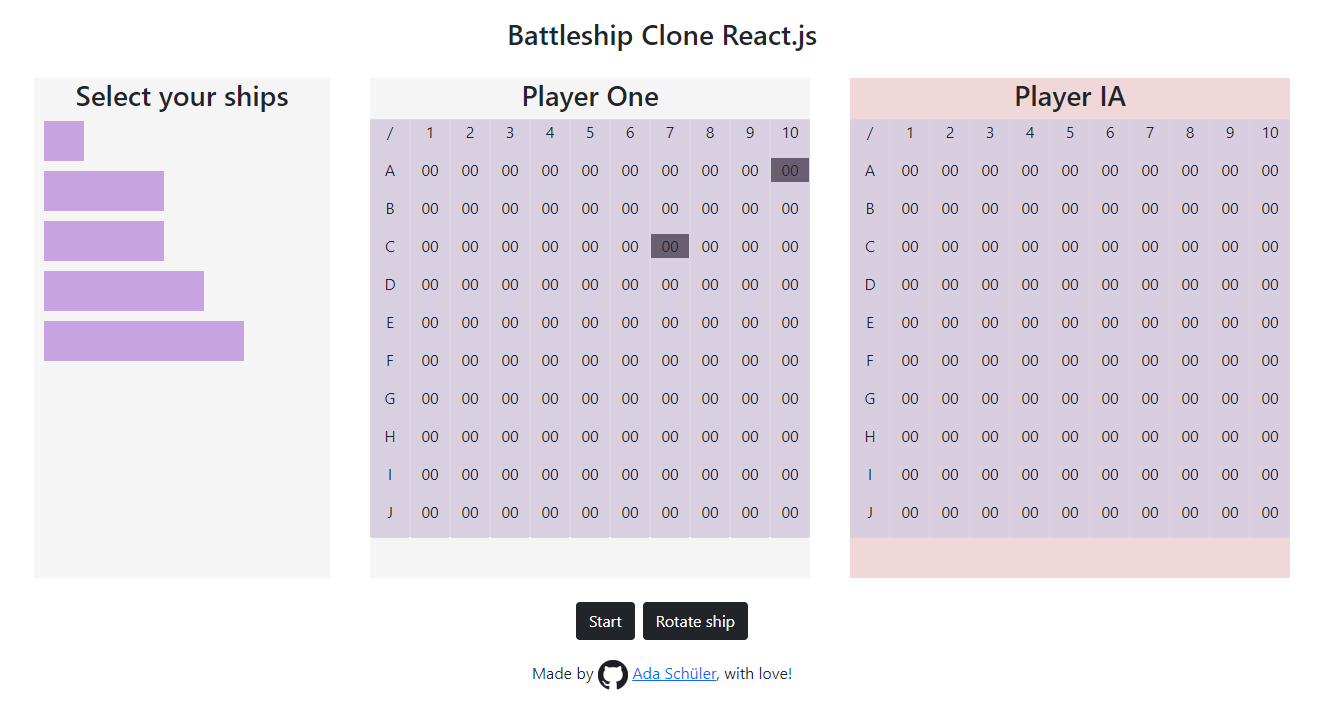 Battleship Clone React.js
Select your ships
Player One
/ 1 2 3 4 5 6 7 8 9 10
A 00 00 00 00 00 00 00 00 00 00
B 00 00 00 00 00 00 00 00 00 00
C 00 00 00 00 00 00 00 00 00 00
D 00 00 00 00 00 00 00 00 00 00
E 00 00 00 00 00 00 00 00 00 00
F 00 00 00 00 00 00 00 00 00 00
G 00 00 00 00 00 00 00 00 00 00
H 00 00 00 00 00 00 00 00 00 00
I 00 00 00 00 00 00 00 00 00 00
J 00 00 00 00 00 00 00 00 00 00
Player IA
/ 1 2 3 4 5 6 7 8 9 10
A 00 00 00 00 00 00 00 00 00 00
B 00 00 00 00 00 00 00 00 00 00
C 00 00 00 00 00 00 00 00 00 00
D 00 00 00 00 00 00 00 00 00 00
E 00 00 00 00 00 00 00 00 00 00
F 00 00 00 00 00 00 00 00 00 00
G 00 00 00 00 00 00 00 00 00 00
H 00 00 00 00 00 00 00 00 00 00
I 00 00 00 00 00 00 00 00 00 00
J 00 00 00 00 00 00 00 00 00 00
Start
Rotate ship
Made by Ada Schüler, with love!